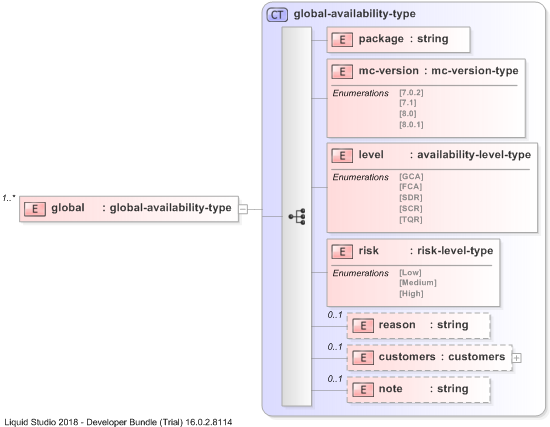 CT global-availability-type
E package : string
E mc-version : mc-version-type
Enumerations [7.0.2]
[7.1]
[8.0]
[8.0.1]
E level : availability-level-type
Enumerations [GCA]
[FCA]
[SDR]
[SCR]
[TQR]
1..*
E global : global-availability-type
E risk : risk-level-type
Enumerations [Low]
[Medium]
[High]
0..1
E reason : string
0..1
E customers : customers
0..1
E note : string
Liquid Studio 2018 - Developer Bundle (Trial) 16.0.2.8114